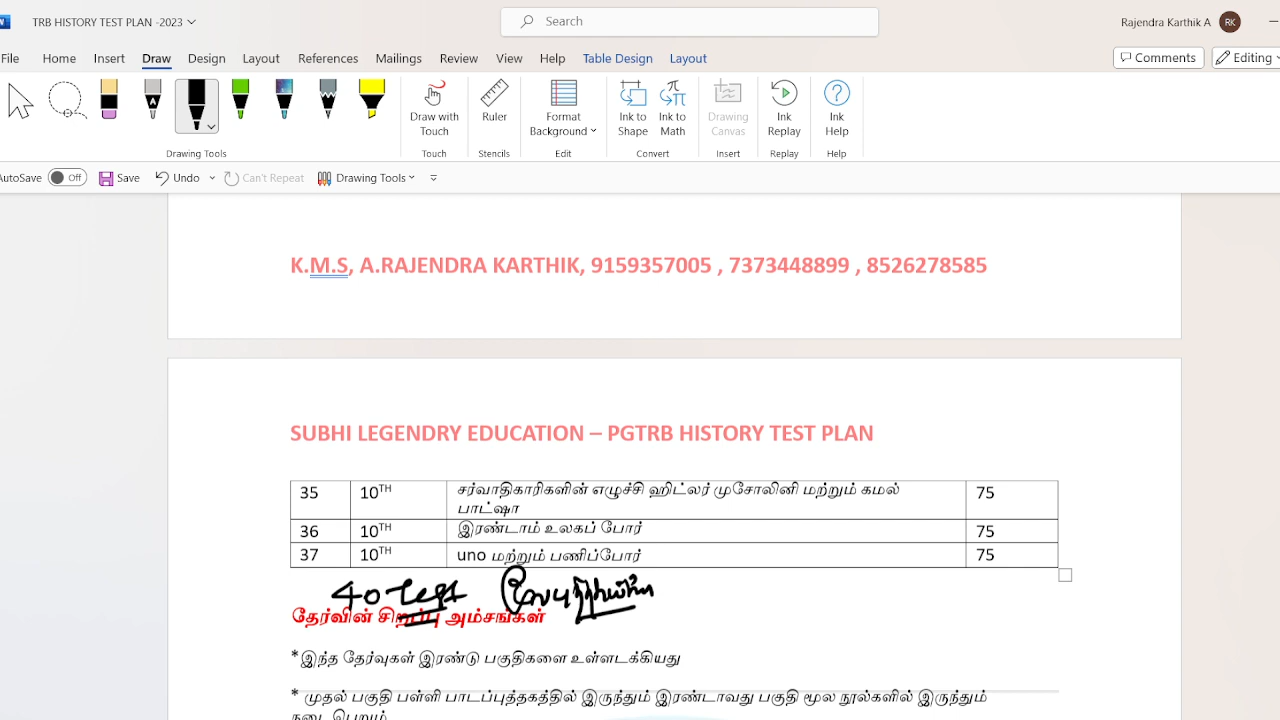 TRB HISTORY TEST PLAN -2023
Search
Rajendra Karthik A RK
File Home Insert Draw Design Layout References Mailings Review View Help Table Design Layout
Comments Editing
Draw with Touch
Ruler
Format Background
Ink to Shape
Ink to Math
Drawing Canvas
Ink Replay
Ink Help
Drawing Tools Touch Stencils Edit Convert Insert Replay Help
AutoSave Off Save Undo Can't Repeat Drawing Tools
K.M.S, A.RAJENDRA KARTHIK, 9159357005 , 7373448899 , 8526278585
SUBHI LEGENDRY EDUCATION – PGTRB HISTORY TEST PLAN
35 10TH சர்வாதிகாரிகளின் எழுச்சி ஹிட்லர் முசோலினி மற்றும் கமல் பாட்ஷா 75
36 10TH இரண்டாம் உலகப் போர் 75
37 10TH uno மற்றும் பணிப்போர் 75
40 Test
தேர்வின் சிறப்பு அம்சங்கள்
*இந்த தேர்வுகள் இரண்டு பகுதிகளை உள்ளடக்கியது
* முதல் பகுதி பள்ளி பாடப்புத்தகத்தில் இருந்தும் இரண்டாவது பகுதி மூல நூல்களில் இருந்தும்
நடைபெறும்